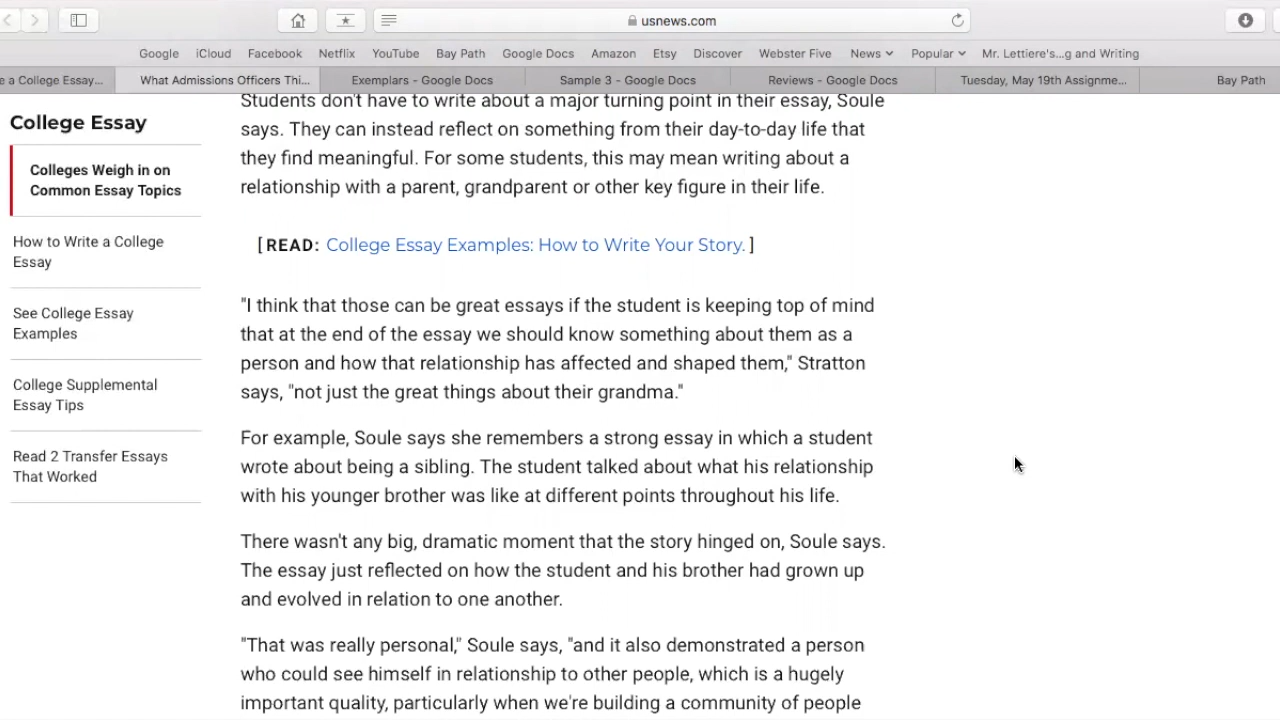 usnews.com
Google iCloud Facebook Netflix YouTube Bay Path Google Docs Amazon Etsy Discover Webster Five News Popular Mr. Lettiere's...g and Writing
e a College Essay... What Admissions Officers Thi... Exemplars - Google Docs Sample 3 - Google Docs Reviews - Google Docs Tuesday, May 19th Assignme... Bay Path
College Essay
Colleges Weigh in on
Common Essay Topics
How to Write a College
Essay
See College Essay
Examples
College Supplemental
Essay Tips
Read 2 Transfer Essays
That Worked
Students don't have to write about a major turning point in their essay, Soule
says. They can instead reflect on something from their day-to-day life that
they find meaningful. For some students, this may mean writing about a
relationship with a parent, grandparent or other key figure in their life.
[READ: College Essay Examples: How to Write Your Story.]
"I think that those can be great essays if the student is keeping top of mind
that at the end of the essay we should know something about them as a
person and how that relationship has affected and shaped them," Stratton
says, "not just the great things about their grandma."
For example, Soule says she remembers a strong essay in which a student
wrote about being a sibling. The student talked about what his relationship
with his younger brother was like at different points throughout his life.
There wasn't any big, dramatic moment that the story hinged on, Soule says.
The essay just reflected on how the student and his brother had grown up
and evolved in relation to one another.
"That was really personal," Soule says, "and it also demonstrated a person
who could see himself in relationship to other people, which is a hugely
important quality, particularly when we're building a community of people